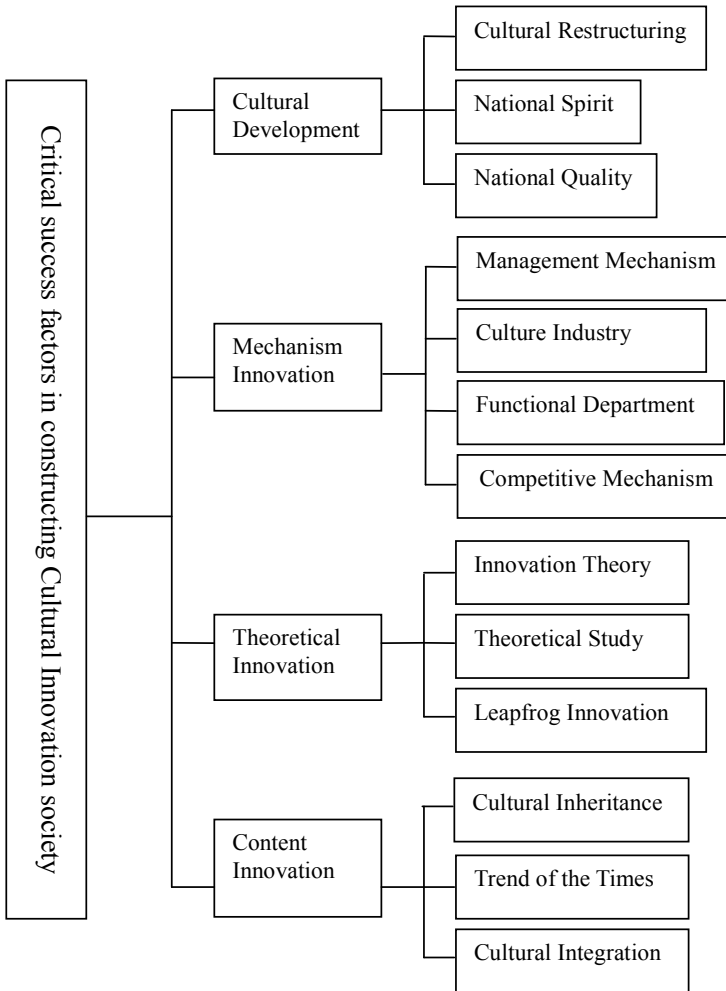 Critical success factors in constructing Cultural Innovation society
Cultural
Development
Cultural Restructuring
National Spirit
National Quality
Mechanism
Innovation
Management Mechanism
Culture Industry
Functional Department
Competitive Mechanism
Theoretical
Innovation
Innovation Theory
Theoretical Study
Leapfrog Innovation
Content
Innovation
Cultural Inheritance
Trend of the Times
Cultural Integration